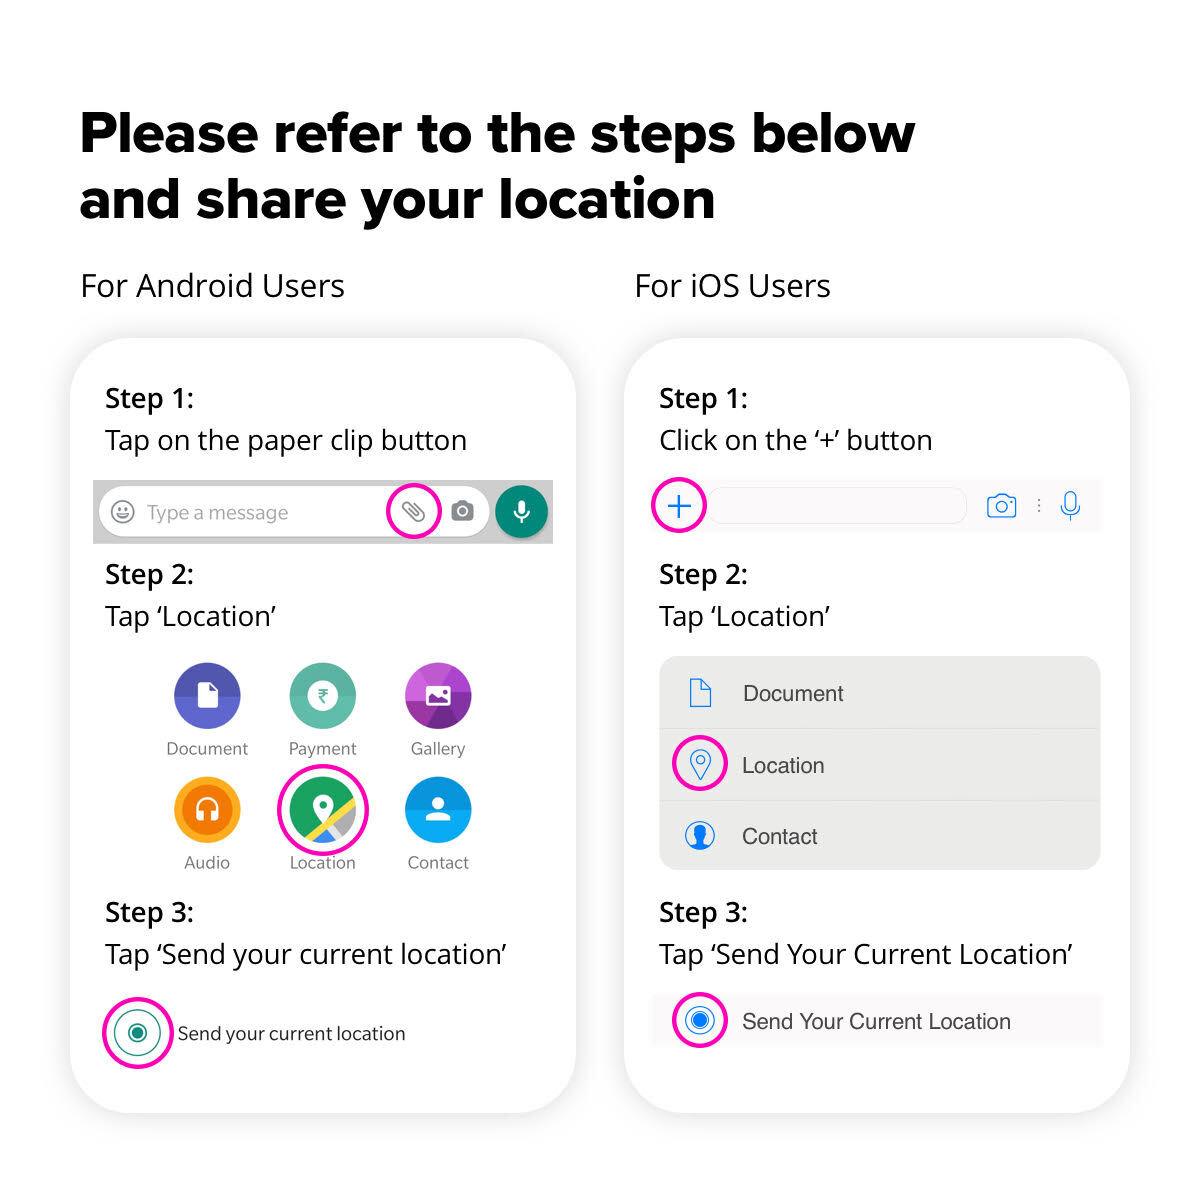 Please refer to the steps below
and share your location
For Android Users
Step 1:
Tap on the paper clip button
Type a message
Step 2:
Tap ‘Location’
Document Payment Gallery
Audio Location Contact
Step 3:
Tap ‘Send your current location’
Send your current location
For iOS Users
Step 1:
Click on the ‘+’ button
Step 2:
Tap ‘Location’
Document
Location
Contact
Step 3:
Tap ‘Send Your Current Location’
Send Your Current Location